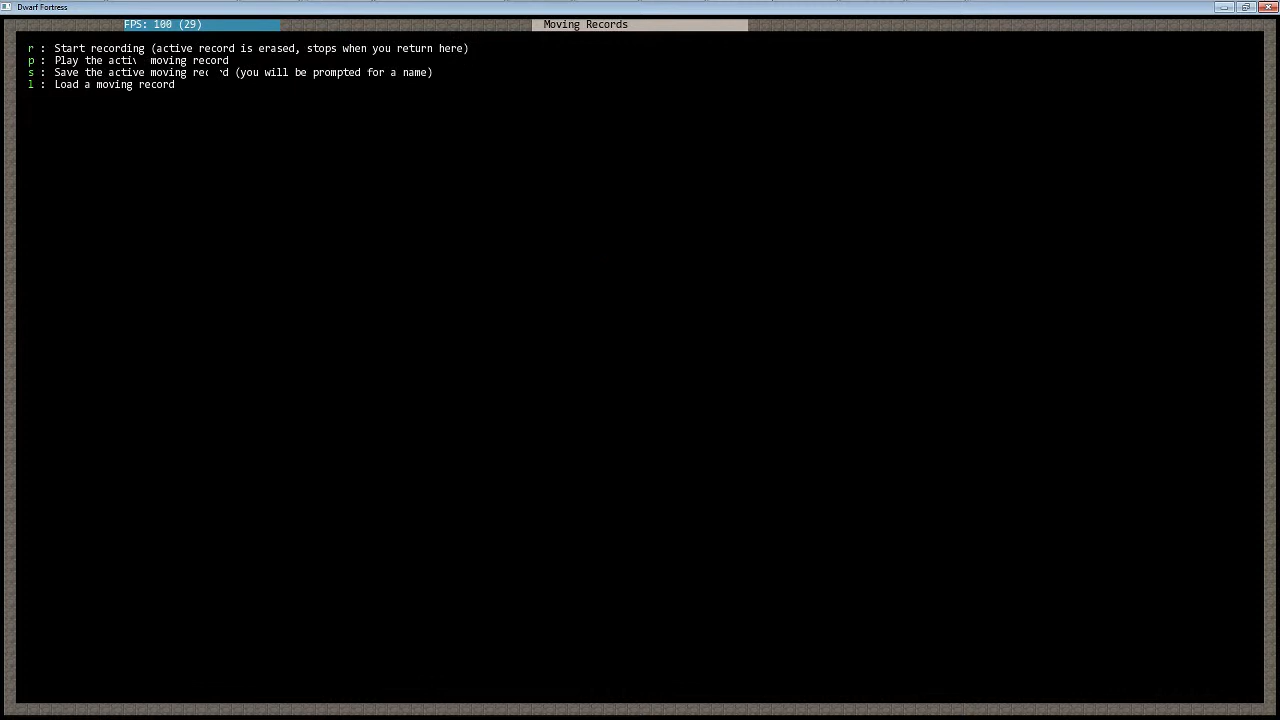 Dwarf Fortress
FPS: 100 (29)
Moving Records
r : Start recording (active record is erased, stops when you return here)
p : Play the moving record
s : Save the active moving (you will be prompted for a name)
l : Load a moving record